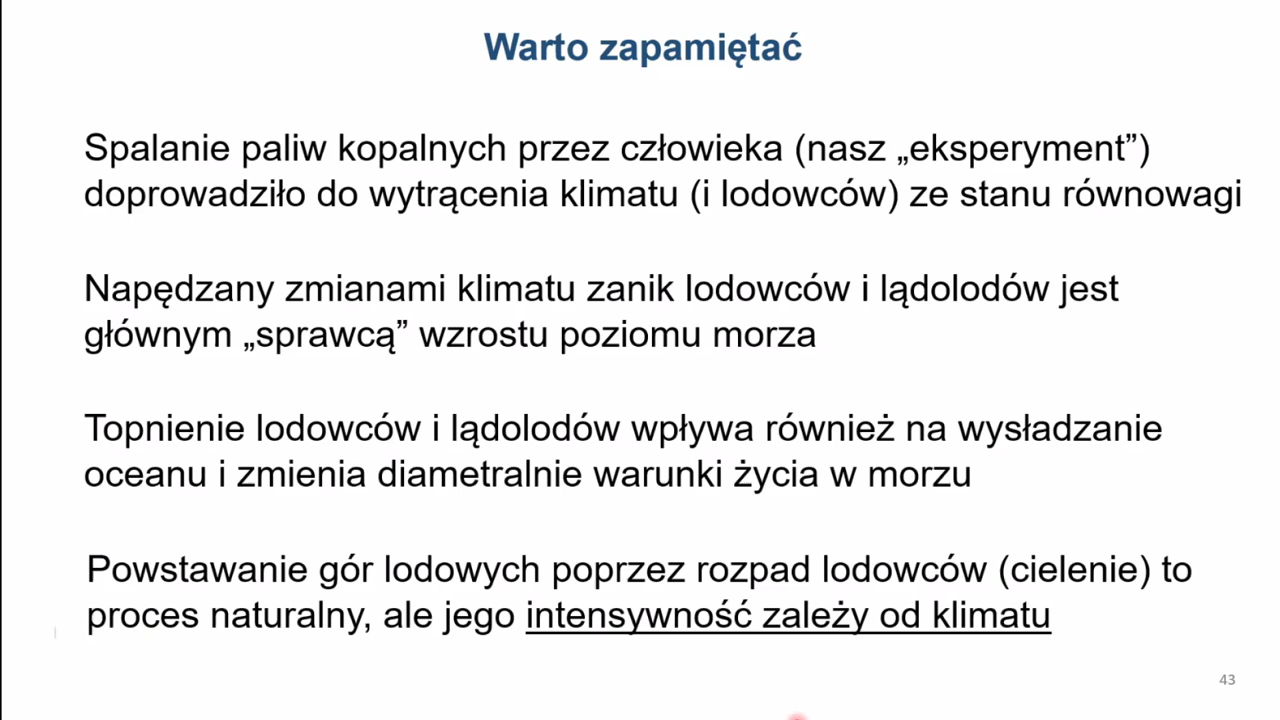 Warto zapamiętać
Spalanie paliw kopalnych przez człowieka (nasz „eksperyment”)
doprowadziło do wytrącenia klimatu (i lodowców) ze stanu równowagi
Napędzany zmianami klimatu zanik lodowców i lądolodów jest
głównym „sprawcą” wzrostu poziomu morza
Topnienie lodowców i lądolodów wpływa również na wysładzanie
oceanu i zmienia diametralnie warunki życia w morzu
Powstawanie gór lodowych poprzez rozpad lodowców (cielenie) to
proces naturalny, ale jego intensywność zależy od klimatu
43